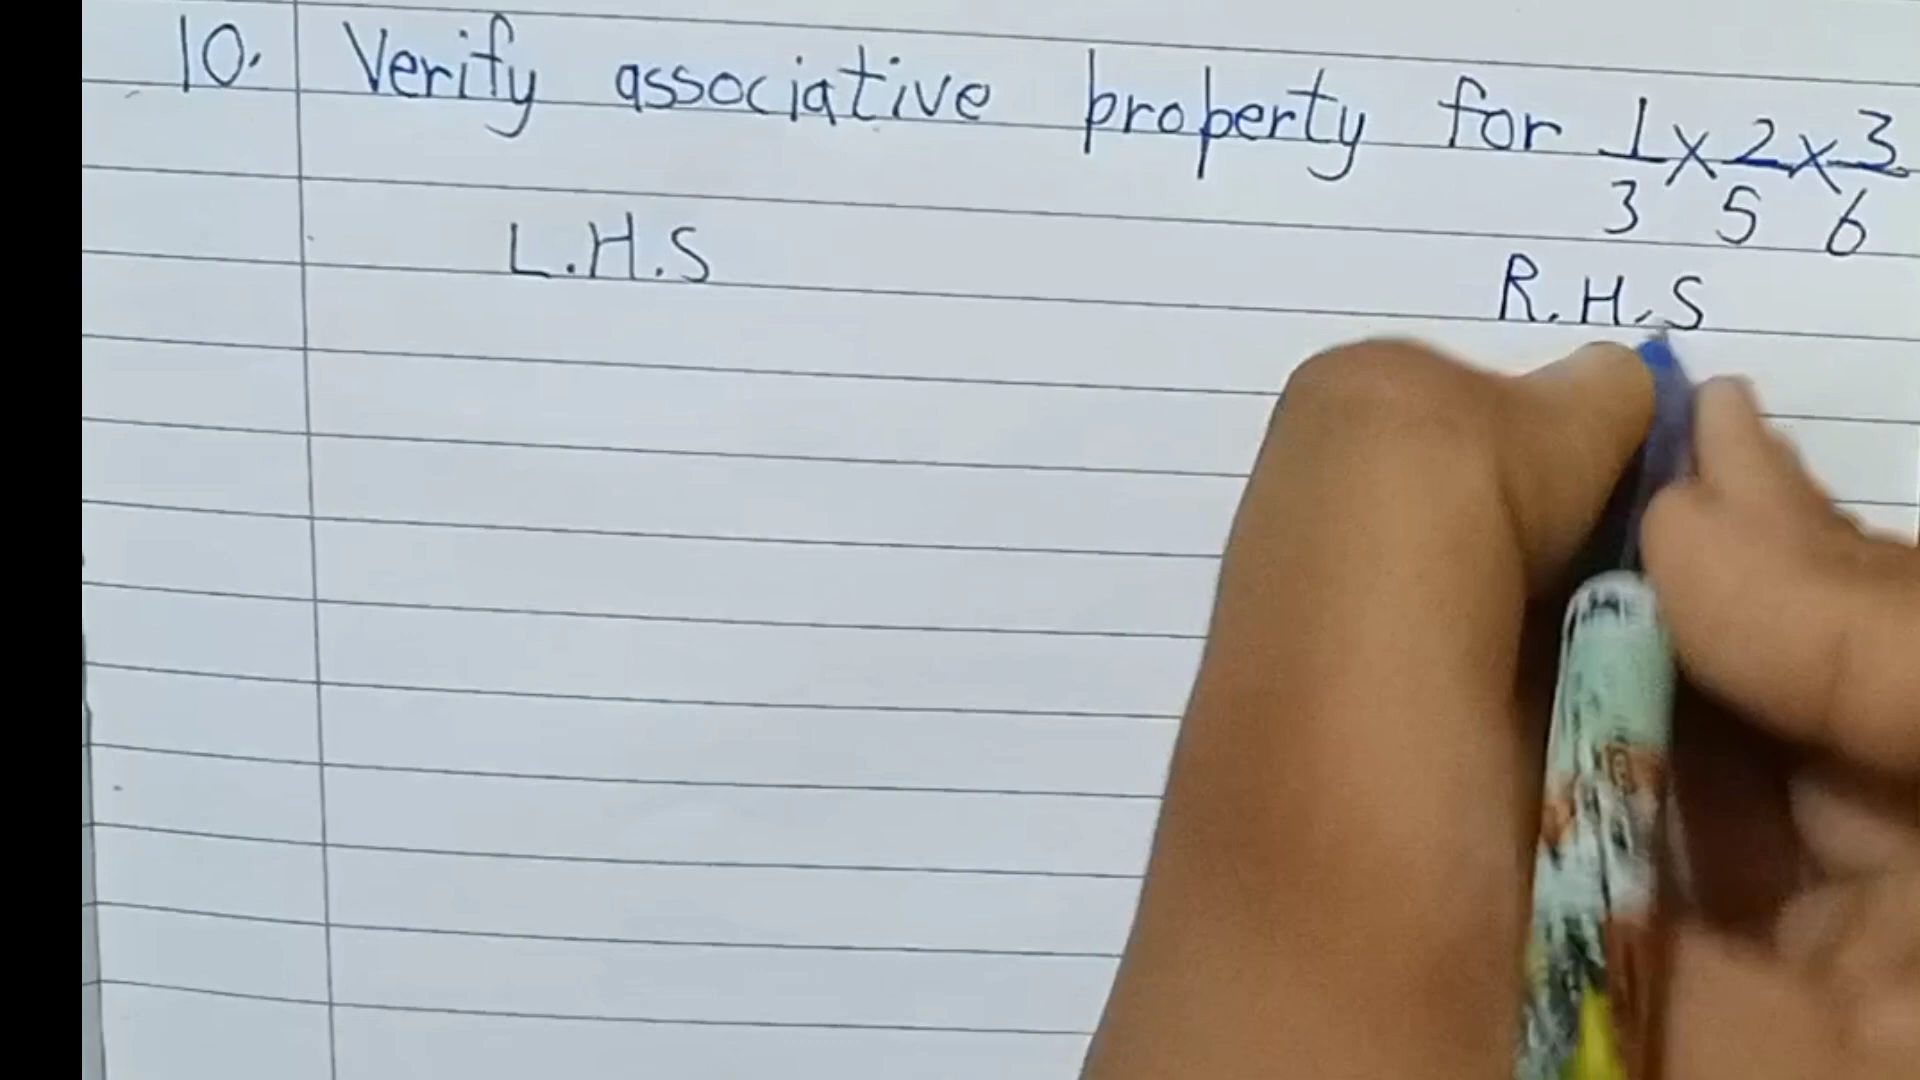 10. Verify associative property for 1/3 x 2/5 x 3/6
L.H.S R.H.S